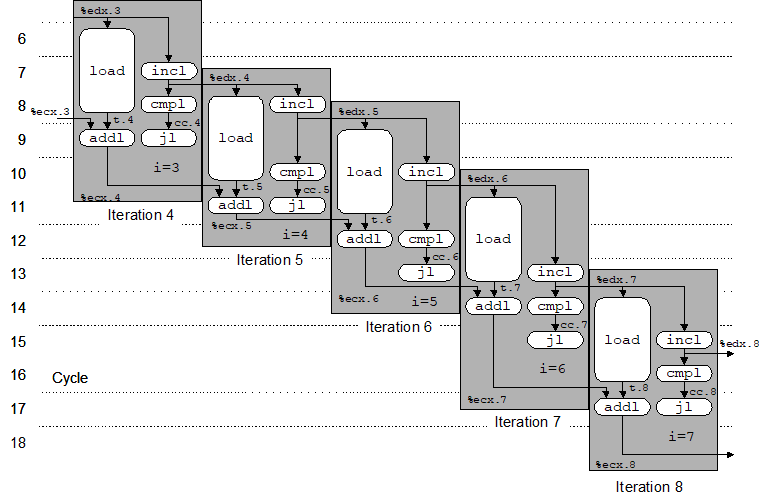 6
7
8
9
10
11
12
13
14
15
16
17
18
Cycle
%edx.3
load
incl
cmpl
%ecx.3
t.4
cc.4
addl
jl
i=3
%ecx.4
Iteration 4
%edx.4
load
incl
cmpl
t.5
cc.5
addl
jl
%ecx.5
i=4
Iteration 5
%edx.5
load
incl
t.6
addl
cmpl
cc.6
jl
%ecx.6
i=5
Iteration 6
%edx.6
load
incl
t.7
addl
cmpl
cc.7
jl
i=6
%ecx.7
Iteration 7
%edx.7
load
incl
%edx.8
cmpl
t.8
cc.8
addl
jl
i=7
%ecx.8
Iteration 8